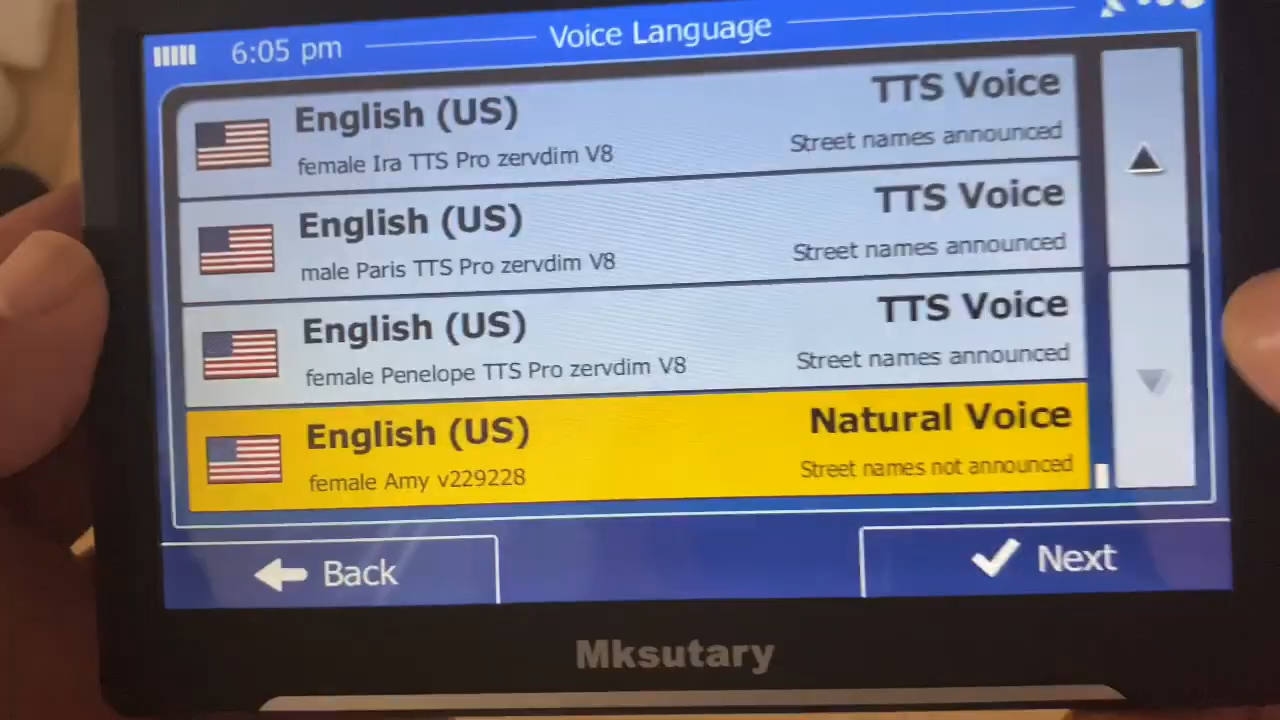 6:05 pm
Voice Language
English (US)
TTS Voice
female Ira TTS Pro zervdim V8
Street names announced
English (US)
TTS Voice
male Paris TTS Pro zervdim V8
Street names announced
English (US)
TTS Voice
female Penelope TTS Pro zervdim V8
Street names announced
English (US)
Natural Voice
female Amy v229228
Street names not announced
Back
Next
Mksutary